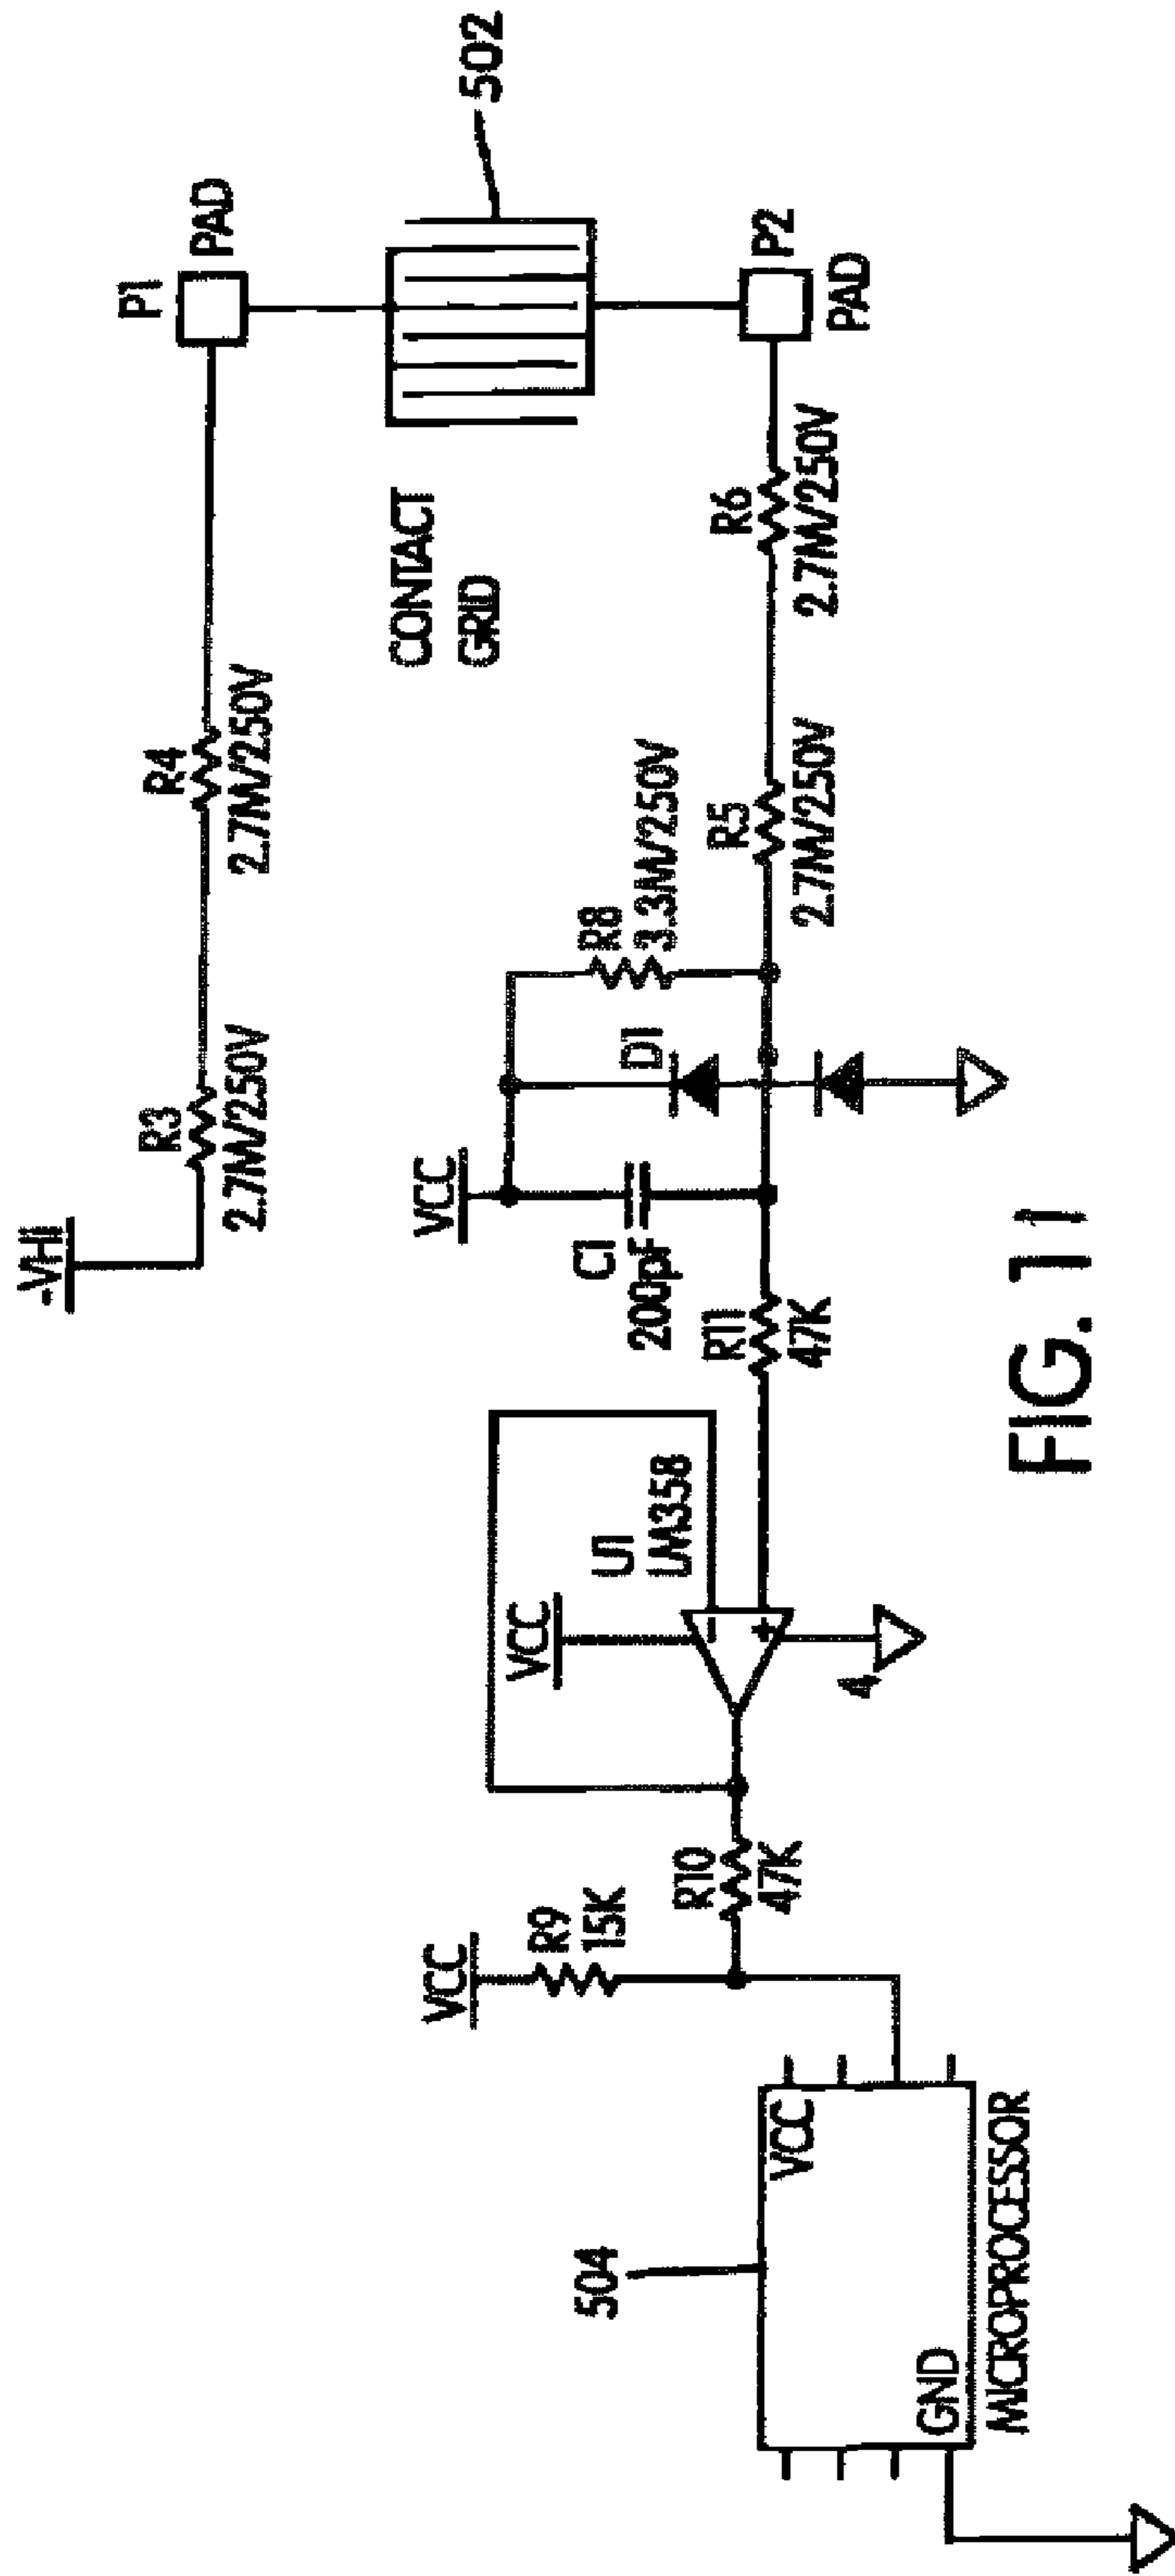 -VHI
R3
2.7M/250V
R4
2.7M/250V
P1
PAD
CONTACT
GRID
502
VCC
C1
200pF
D1
R8
3.3M/250V
R5
2.7M/250V
R6
2.7M/250V
P2
PAD
R11
47K
VCC
U1
LM358
4
R10
47K
VCC
R9
15K
504
VCC
GND
MICROPROCESSOR
FIG. 11